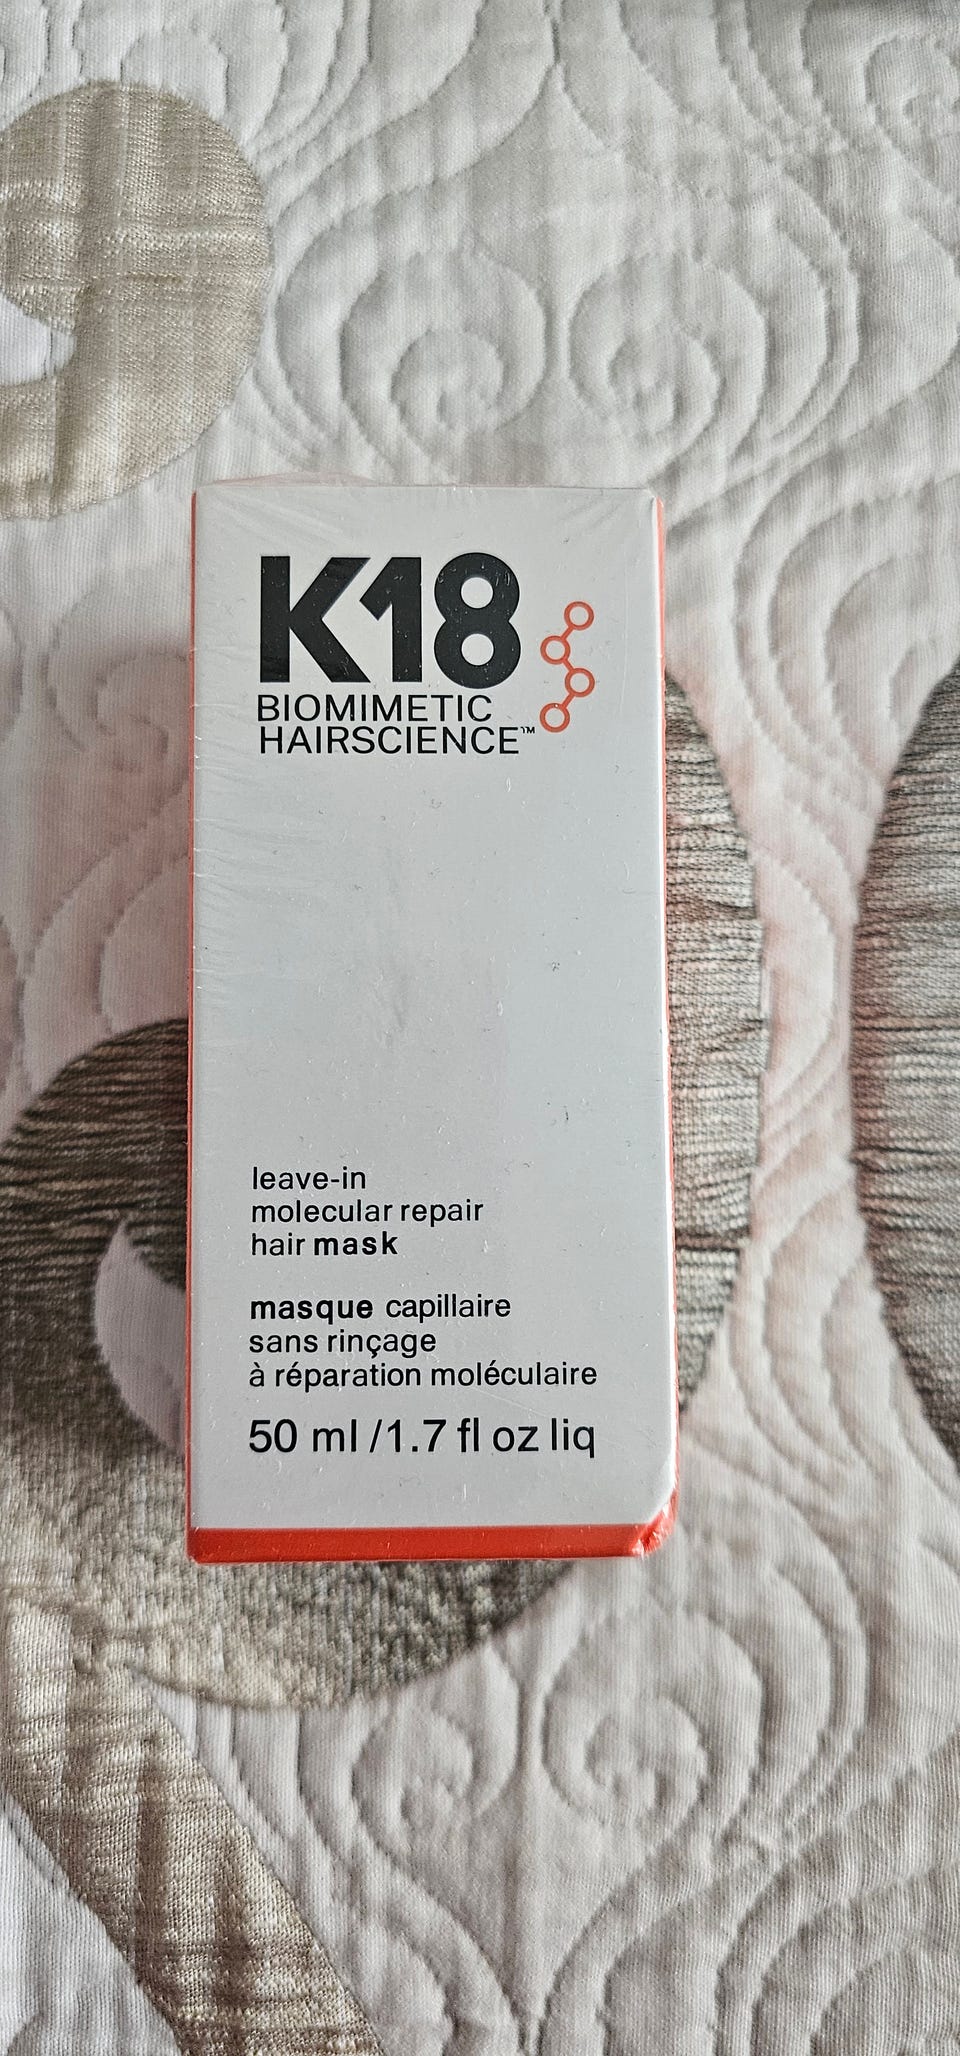 K18
BIOMIMETIC
HAIRSCIENCE™
leave-in
molecular repair
hair mask
masque capillaire
sans rinçage
à réparation moléculaire
50 ml /1.7 fl oz liq